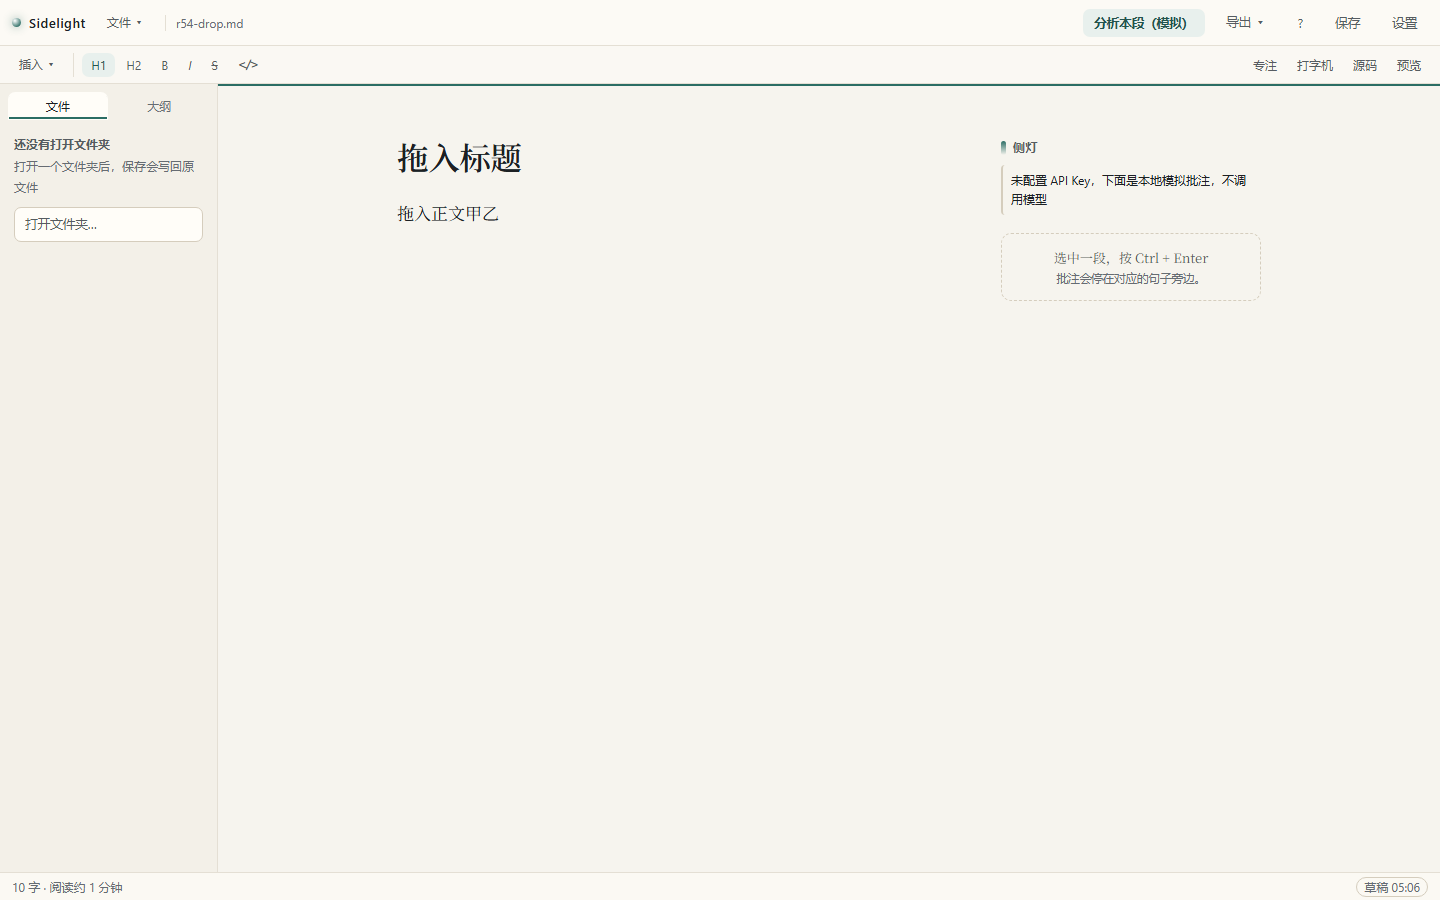 Sidelight 文件 ▾ r54-drop.md 分析本段（模拟） 导出 ▾ ? 保存 设置
插入 ▾ H1 H2 B I S </> 专注 打字机 源码 预览
文件 大纲
还没有打开文件夹
打开一个文件夹后，保存会写回原
文件
打开文件夹...
拖入标题
拖入正文甲乙
侧灯
未配置 API Key，下面是本地模拟批注，不调
用模型
选中一段，按 Ctrl + Enter
批注会停在对应的句子旁边。
10 字 · 阅读约 1 分钟 草稿 05:06